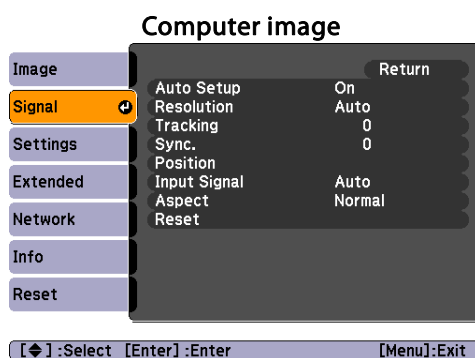 Computer image
Image
Signal
Settings
Extended
Network
Info
Reset
Return
Auto Setup On
Resolution Auto
Tracking 0
Sync. 0
Position
Input Signal Auto
Aspect Normal
Reset
[◆] :Select [Enter] :Enter [Menu]:Exit